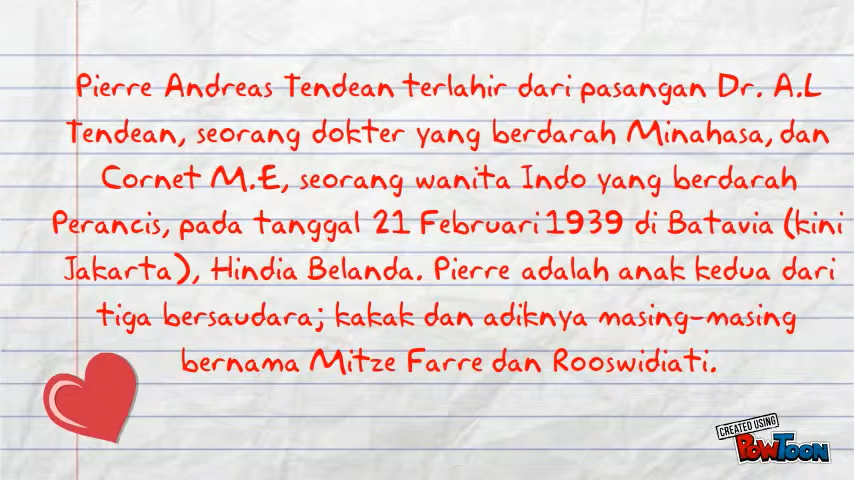 Pierre Andreas Tendean terlahir dari pasangan Dr. A.L
Tendean, seorang dokter yang berdarah Minahasa, dan
Cornet M.E, seorang wanita Indo yang berdarah
Perancis, pada tanggal 21 Februari 1939 di Batavia (kini
Jakarta), Hindia Belanda. Pierre adalah anak kedua dari
tiga bersaudara; kakak dan adiknya masing-masing
bernama Mitze Farre dan Rooswidiati.
CREATED USING
POWTOON